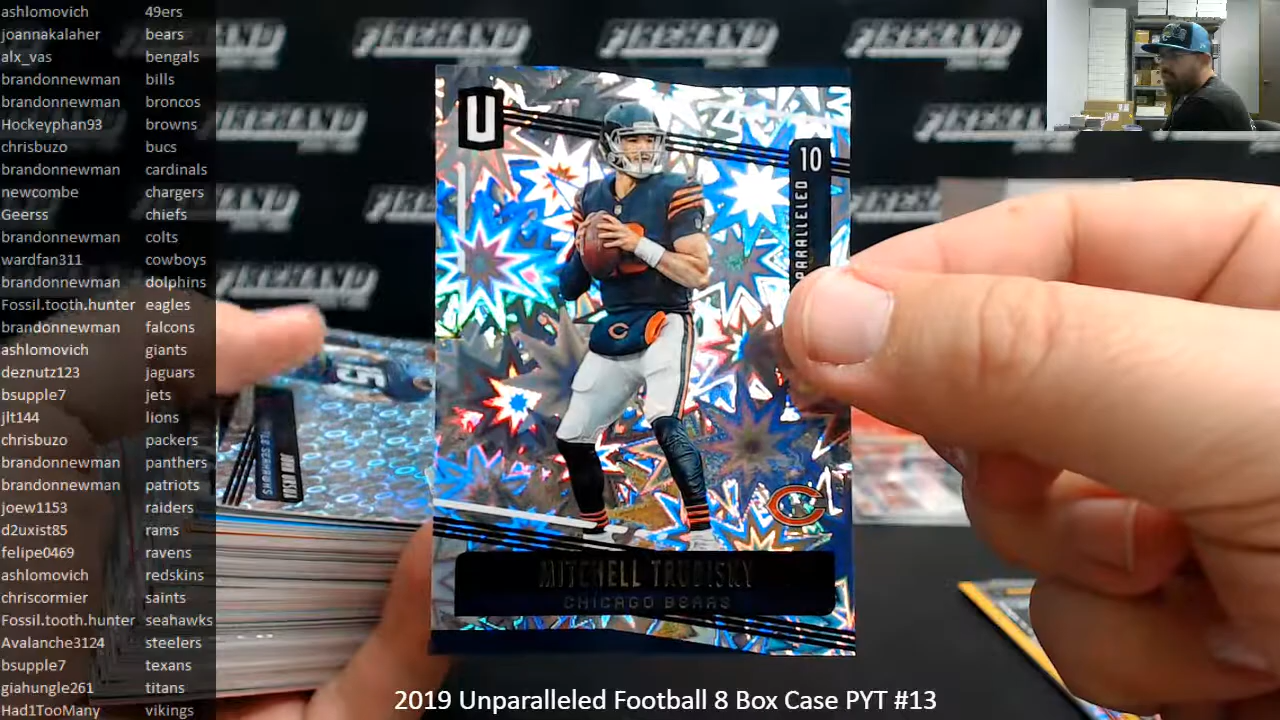 ashlomovich 49ers
joannakalaher bears
alx_vas bengals
brandonnewman bills
brandonnewman broncos
Hockeyphan93 browns
chrisbuzo bucs
brandonnewman cardinals
newcombe chargers
Geerss chiefs
brandonnewman colts
wardfan311 cowboys
brandonnewman dolphins
Fossil.tooth.hunter eagles
brandonnewman falcons
ashlomovich giants
deznutz123 jaguars
bsupple7 jets
jlt144 lions
chrisbuzo packers
brandonnewman panthers
brandonnewman patriots
joew1153 raiders
d2uxist85 rams
felipe0469 ravens
ashlomovich redskins
chriscormier saints
Fossil.tooth.hunter seahawks
Avalanche3124 steelers
bsupple7 texans
giahungle261 titans
Had1TooMany vikings
FIREHAND
FIREHAND
FIREHAND
U
10
PARALLELED
C
MITCHELL TRUBISKY
CHICAGO BEARS
2019 Unparalleled Football 8 Box Case PYT #13